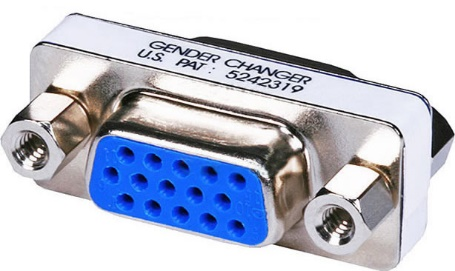 GENDER CHANGER
U.S. PAT: 5242319